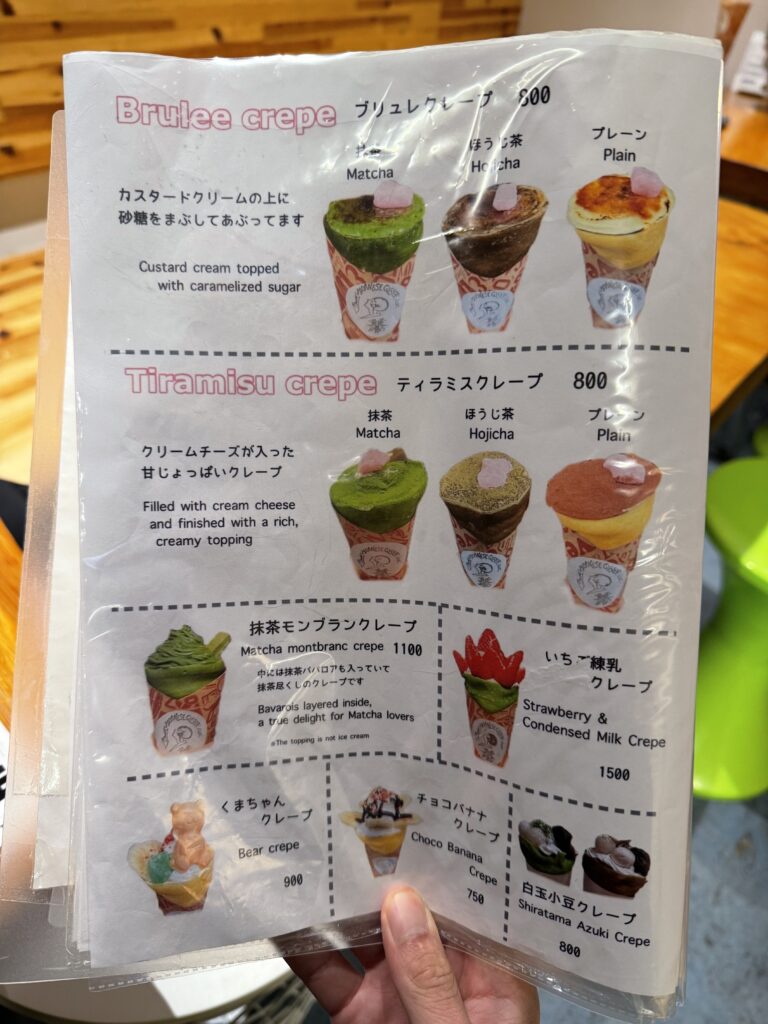 Brulee crepe ブリュレクレープ 800
抹茶
Matcha
ほうじ茶
Hojicha
プレーン
Plain
カスタードクリームの上に
砂糖をまぶしてあぶってます
Custard cream topped
with caramelized sugar
Tiramisu crepe ティラミスクレープ 800
抹茶
Matcha
ほうじ茶
Hojicha
プレーン
Plain
クリームチーズが入った
甘じょっぱいクレープ
Filled with cream cheese
and finished with a rich,
creamy topping
抹茶モンブランクレープ
Matcha montbranc crepe 1100
中には抹茶ババロアも入っていて
抹茶尽くしのクレープです
Bavarois layered inside,
a true delight for Matcha lovers
※The topping is not ice cream
いちご練乳
クレープ
Strawberry &
Condensed Milk Crepe
1500
くまちゃん
クレープ
Bear crepe
900
チョコバナナ
クレープ
Choco Banana
Crepe
750
白玉小豆クレープ
Shiratama Azuki Crepe
800